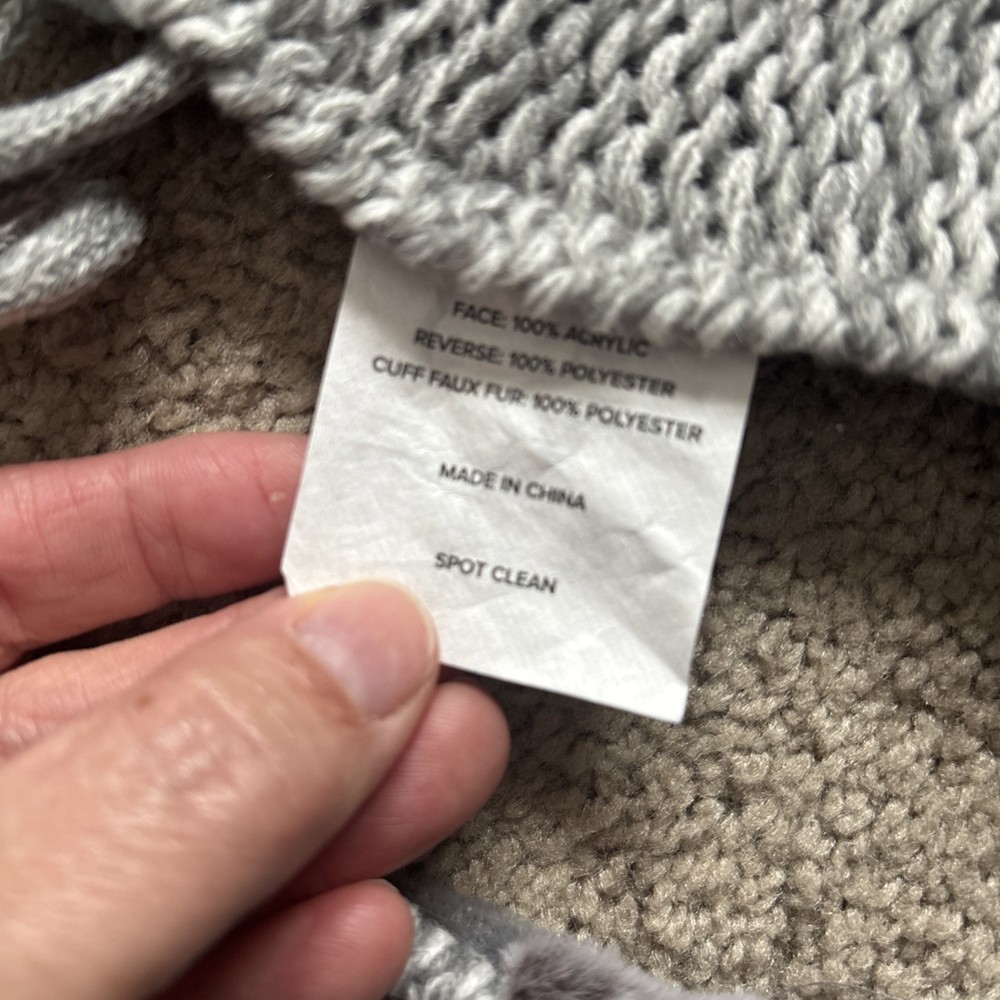 FACE: 100% ACRYLIC
REVERSE: 100% POLYESTER
CUFF FAUX FUR: 100% POLYESTER
MADE IN CHINA
SPOT CLEAN